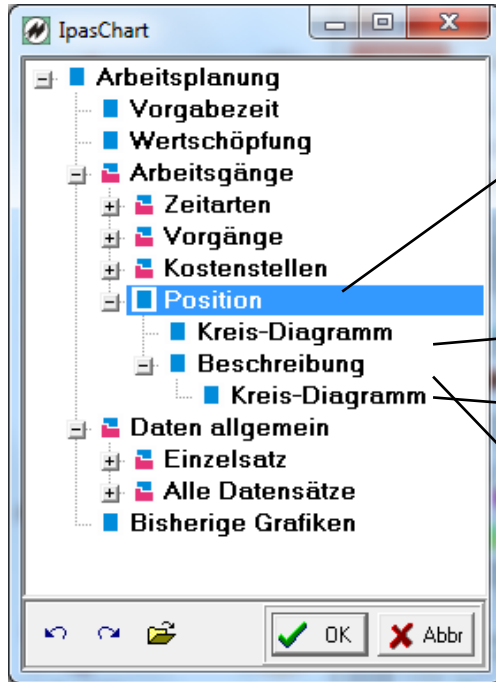 IpasChart
Arbeitsplanung
Vorgabezeit
Wertschöpfung
Arbeitsgänge
Zeitarten
Vorgänge
Kostenstellen
Position
Kreis-Diagramm
Beschreibung
Kreis-Diagramm
Daten allgemein
Einzelsatz
Alle Datensätze
Bisherige Grafiken
OK Abbr